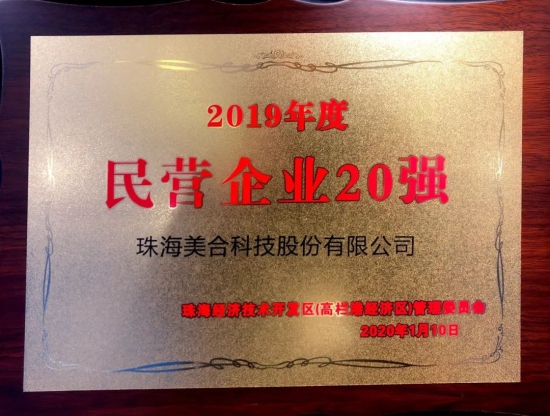 2019年度
民营企业20强
珠海美合科技股份有限公司
珠海经济技术开发区(高栏港经济区)管理委员会
2020年1月10日